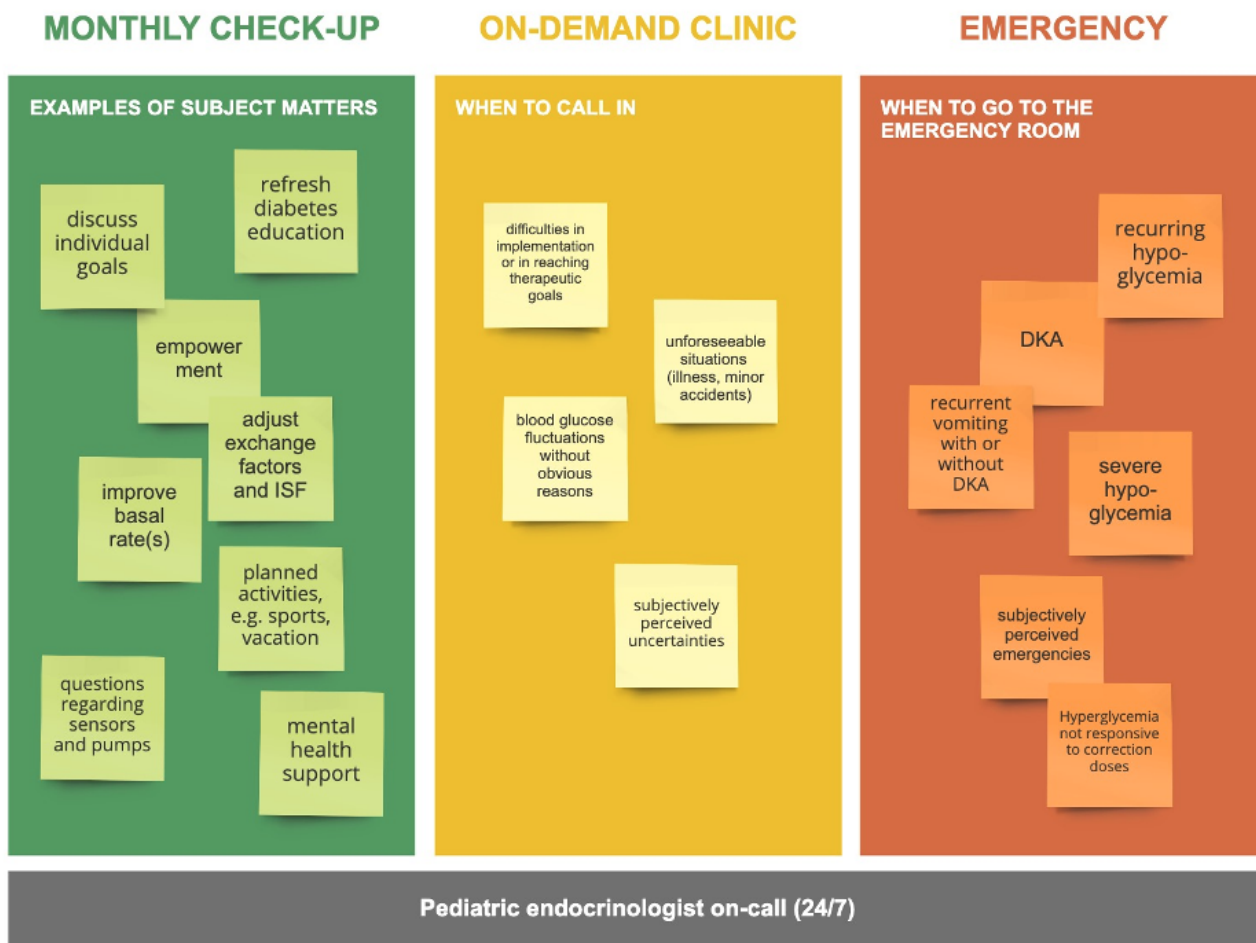 MONTHLY CHECK-UP
ON-DEMAND CLINIC
EMERGENCY
EXAMPLES OF SUBJECT MATTERS
discuss
individual
goals
refresh
diabetes
education
empower
ment
adjust
exchange
factors
and ISF
improve
basal
rate(s)
planned
activities,
e.g. sports,
vacation
questions
regarding
sensors
and pumps
mental
health
support
WHEN TO CALL IN
difficulties in
implementation
or in reaching
therapeutic
goals
unforeseeable
situations
(illness, minor
accidents)
blood glucose
fluctuations
without
obvious
reasons
subjectively
perceived
uncertainties
WHEN TO GO TO THE
EMERGENCY ROOM
recurring
hypo-
glycemia
DKA
recurrent
vomiting
with or
without
DKA
severe
hypo-
glycemia
subjectively
perceived
emergencies
Hyperglycemia
not responsive
to correction
doses
Pediatric endocrinologist on-call (24/7)